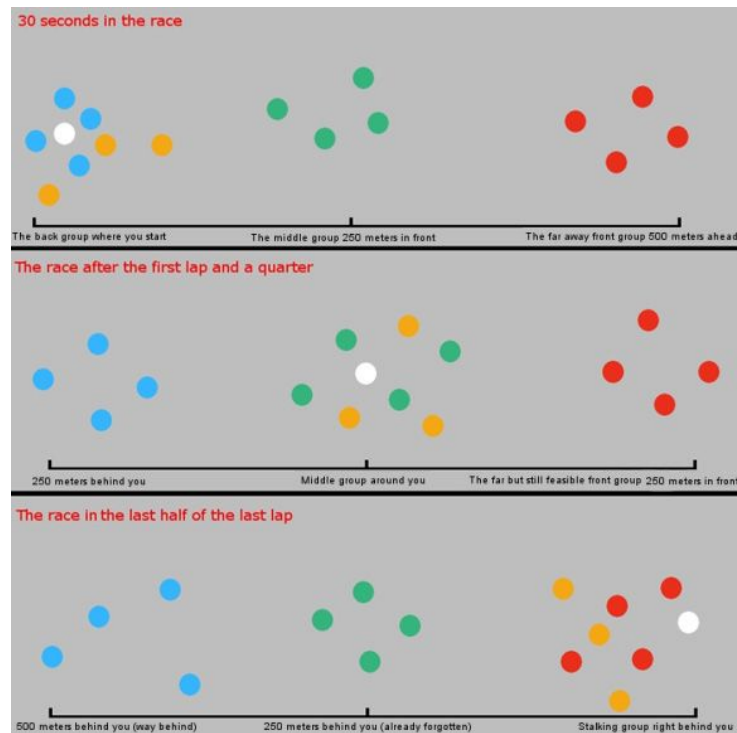 30 seconds in the race
The back group where you start
The middle group 250 meters in front
The far away front group 500 meters ahead
The race after the first lap and a quarter
250 meters behind you
Middle group around you
The far but still feasible front group 250 meters in front
The race in the last half of the last lap
500 meters behind you (way behind)
250 meters behind you (already forgotten)
Stalking group right behind you